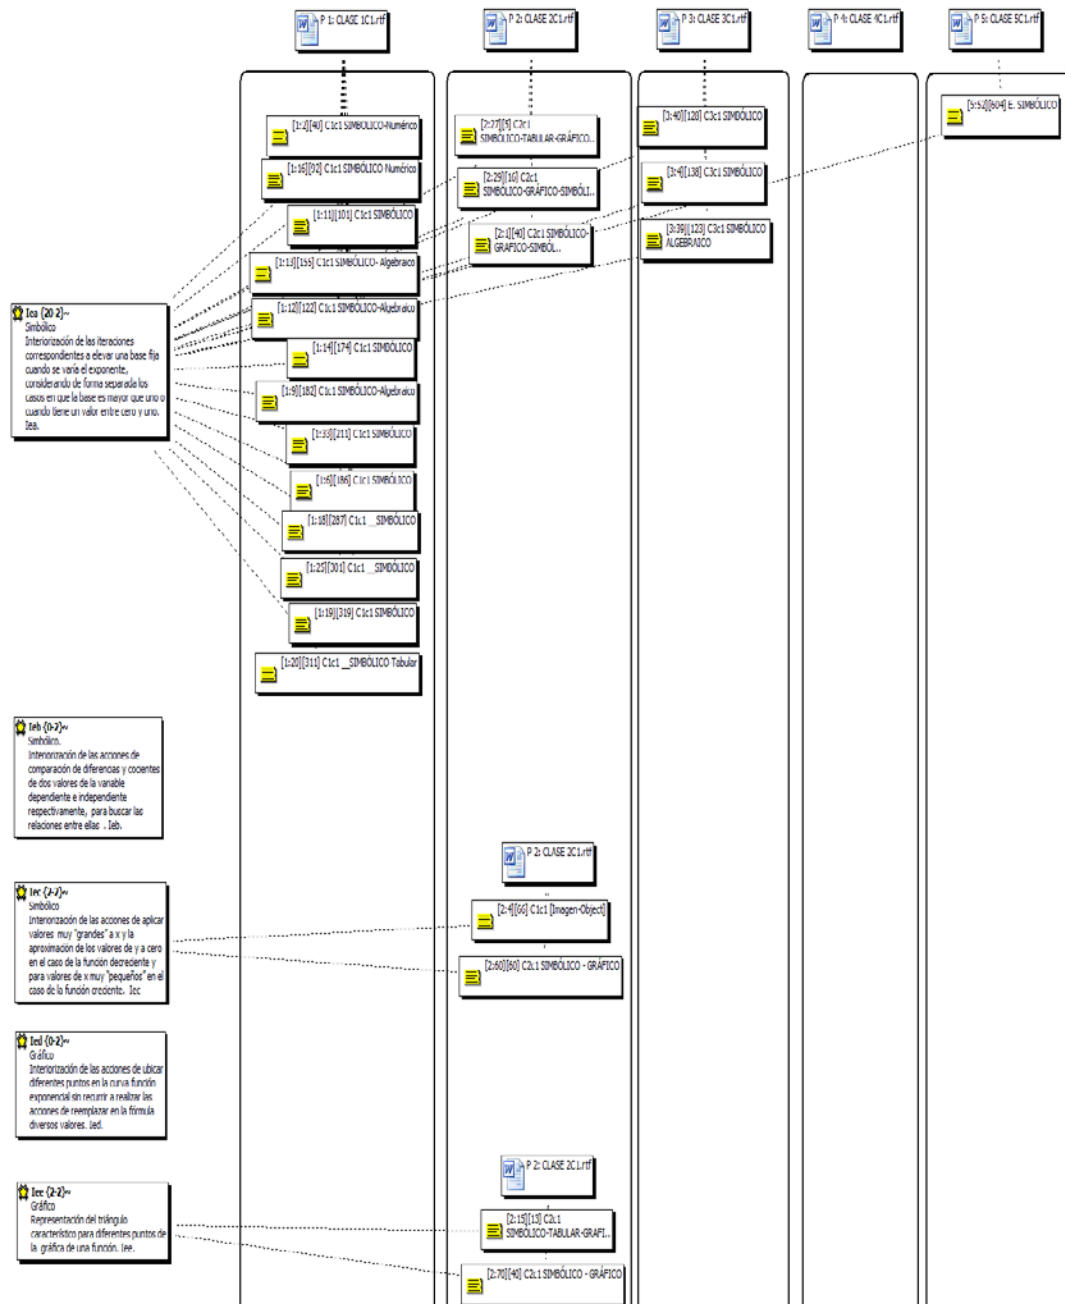 P 1: CLASE 1C1.rtf
P 2: CLASE 2C1.rtf
P 3: CLASE 3C1.rtf
P 4: CLASE 4C1.rtf
P 5: CLASE 5C1.rtf
[1:2][40] C1c1 SIMBÓLICO-Numérico
[1:16][92] C1c1 SIMBÓLICO Numérico
[1:11][101] C1c1 SIMBÓLICO
[1:13][155] C1c1 SIMBÓLICO- Algebraico
[1:12][122] C1c1 SIMBÓLICO-Algebraico
[1:14][174] C1c1 SIMBÓLICO
[1:9][182] C1c1 SIMBÓLICO-Algebraico
[1:33][211] C1c1 SIMBÓLICO
[1:6][186] C1c1 SIMBÓLICO
[1:18][287] C1c1 __SIMBÓLICO
[1:25][301] C1c1 __SIMBÓLICO
[1:19][319] C1c1 SIMBÓLICO
[1:20][311] C1c1 __SIMBÓLICO Tabular
[2:27][5] C2c1
SIMBÓLICO-TABULAR-GRÁFICO..
[2:29][16] C2c1
SIMBÓLICO-GRÁFICO-SIMBÓLI..
[2:1][40] C2c1 SIMBÓLICO-
GRAFICO-SIMBÓL..
[3:40][128] C3c1 SIMBÓLICO
[3:4][138] C3c1 SIMBÓLICO
[3:39][123] C3c1 SIMBÓLICO
ALGEBRAICO
[5:52][604] E. SIMBÓLICO
Iea {20-2}~
Simbólico
Interiorización de las iteraciones
correspondientes a elevar una base fija
cuando se varía el exponente,
considerando de forma separada los
casos en que la base es mayor que uno o
cuando tiene un valor entre cero y uno.
Iea.
Ieb {0-2}~
Simbólico.
Interiorización de las acciones de
comparación de diferencias y cocientes
de dos valores de la variable
dependiente e independiente
respectivamente, para buscar las
relaciones entre ellas . Ieb.
Iec {2-2}~
Simbólico
Interiorización de las acciones de aplicar
valores muy "grandes" a x y la
aproximación de los valores de y a cero
en el caso de la función decreciente y
para valores de x muy "pequeños" en el
caso de la función creciente. Iec
P 2: CLASE 2C1.rtf
[2:4][66] C1c1 [Imagen-Object]
[2:60][60] C2c1 SIMBÓLICO - GRÁFICO
Ied {0-2}~
Gráfico
Interiorización de las acciones de ubicar
diferentes puntos en la curva función
exponencial sin recurrir a realizar las
acciones de reemplazar en la fórmula
diversos valores. Ied.
Iee {2-2}~
Gráfico
Representación del triángulo
característico para diferentes puntos de
la gráfica de una función. Iee.
P 2: CLASE 2C1.rtf
[2:15][13] C2c1
SIMBÓLICO-TABULAR-GRAFI..
[2:70][40] C2c1 SIMBÓLICO - GRÁFICO